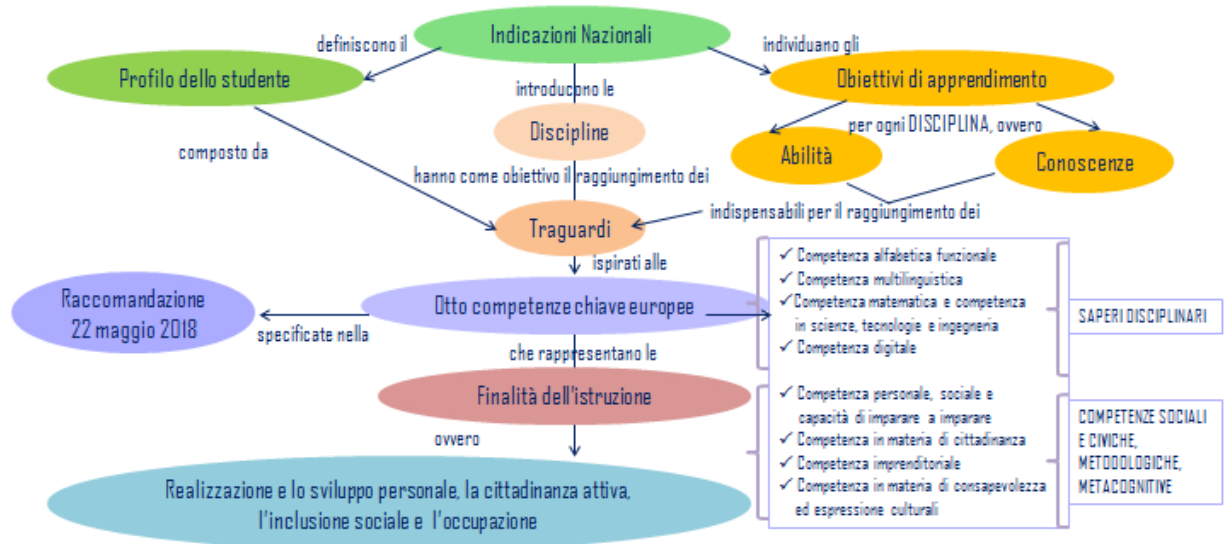 Indicazioni Nazionali
definiscono il
individuano gli
Profilo dello studente
Obiettivi di apprendimento
introducono le
Discipline
per ogni DISCIPLINA, ovvero
Abilità
Conoscenze
composto da
hanno come obiettivo il raggiungimento dei
Traguardi
indispensabili per il raggiungimento dei
ispirati alle
Raccomandazione
22 maggio 2018
specificate nella
Otto competenze chiave europee
✓ Competenza alfabetica funzionale
✓ Competenza multilinguistica
✓ Competenza matematica e competenza
in scienze, tecnologie e ingegneria
✓ Competenza digitale
SAPERI DISCIPLINARI
che rappresentano le
Finalità dell'istruzione
ovvero
✓ Competenza personale, sociale e
capacità di imparare a imparare
✓ Competenza in materia di cittadinanza
✓ Competenza imprenditoriale
✓ Competenza in materia di consapevolezza
ed espressione culturali
COMPETENZE SOCIALI
E CIVICHE,
METODOLOGICHE,
METACOGNITIVE
Realizzazione e lo sviluppo personale, la cittadinanza attiva,
l'inclusione sociale e l'occupazione